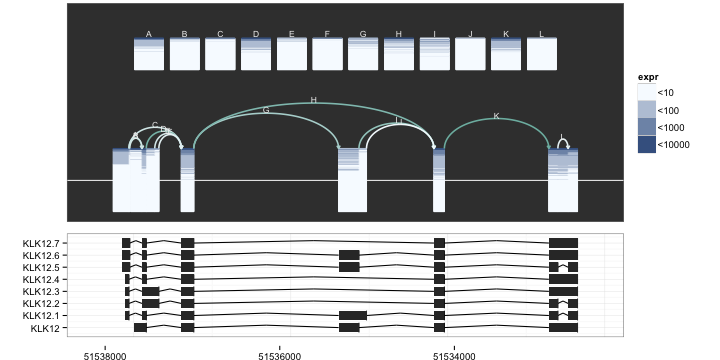 A B C D E F G H I J K L
expr
<10
<100
<1000
<10000
H
G
K
C
L
KLK12.7
KLK12.6
KLK12.5
KLK12.4
KLK12.3
KLK12.2
KLK12.1
KLK12
51538000 51536000 51534000